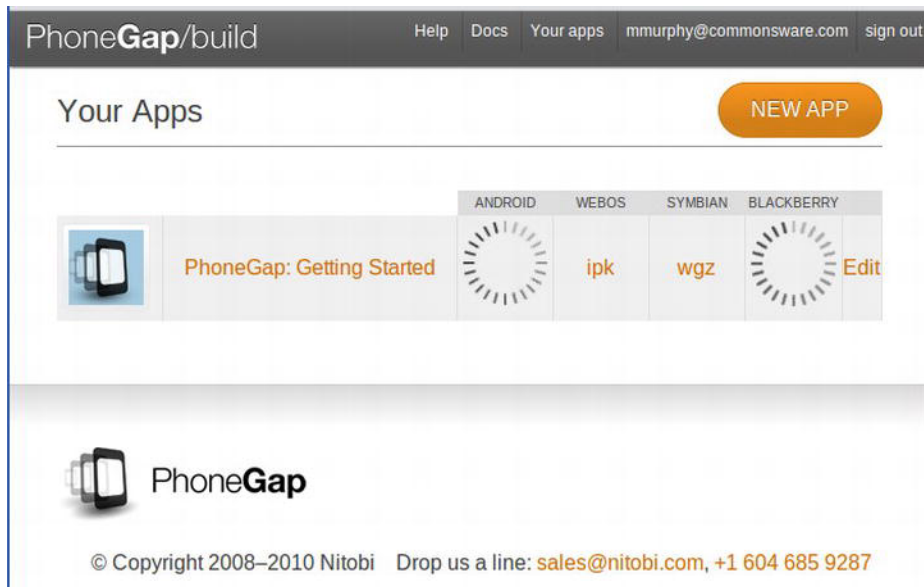 PhoneGap/build Help Docs Your apps mmurphy@commonsware.com sign out
Your Apps NEW APP
ANDROID WEBOS SYMBIAN BLACKBERRY
PhoneGap: Getting Started ipk wgz Edit
PhoneGap
© Copyright 2008–2010 Nitobi Drop us a line: sales@nitobi.com, +1 604 685 9287